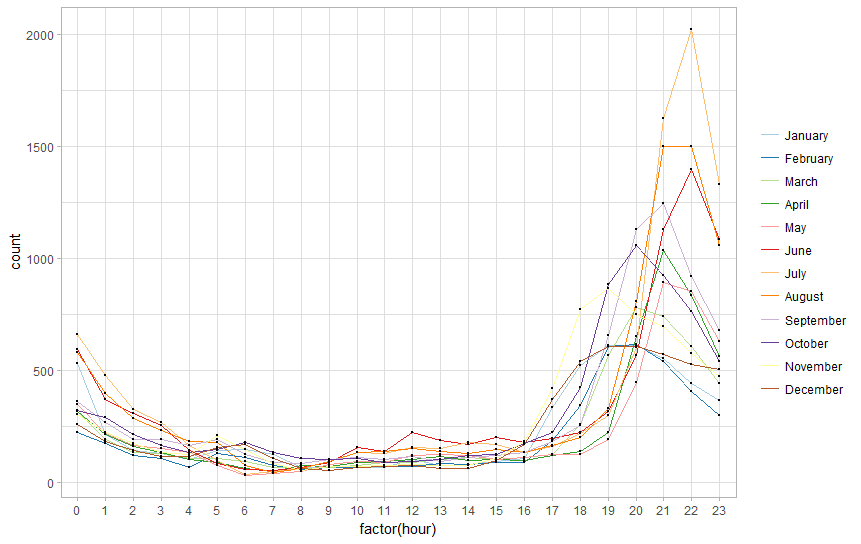 2000
1500
1000
500
0
count
0 1 2 3 4 5 6 7 8 9 10 11 12 13 14 15 16 17 18 19 20 21 22 23
factor(hour)
January
February
March
April
May
June
July
August
September
October
November
December